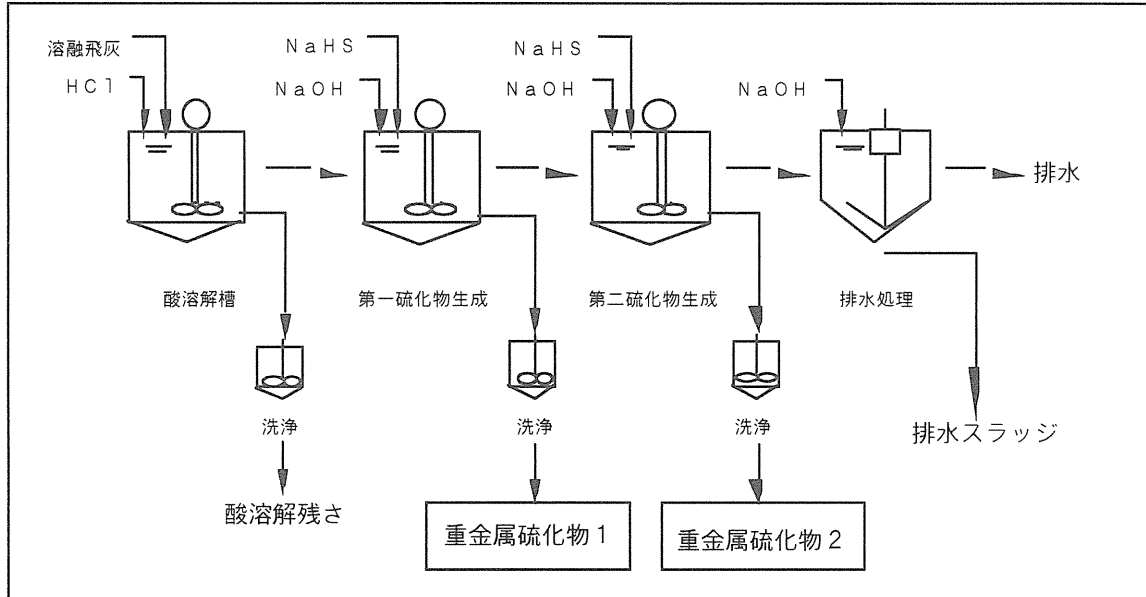 溶融飛灰
HCl
NaHS
NaOH
NaHS
NaOH
NaOH
排水
酸溶解槽
第一硫化物生成
第二硫化物生成
排水処理
洗浄
洗浄
洗浄
排水スラッジ
酸溶解残さ
重金属硫化物1
重金属硫化物2